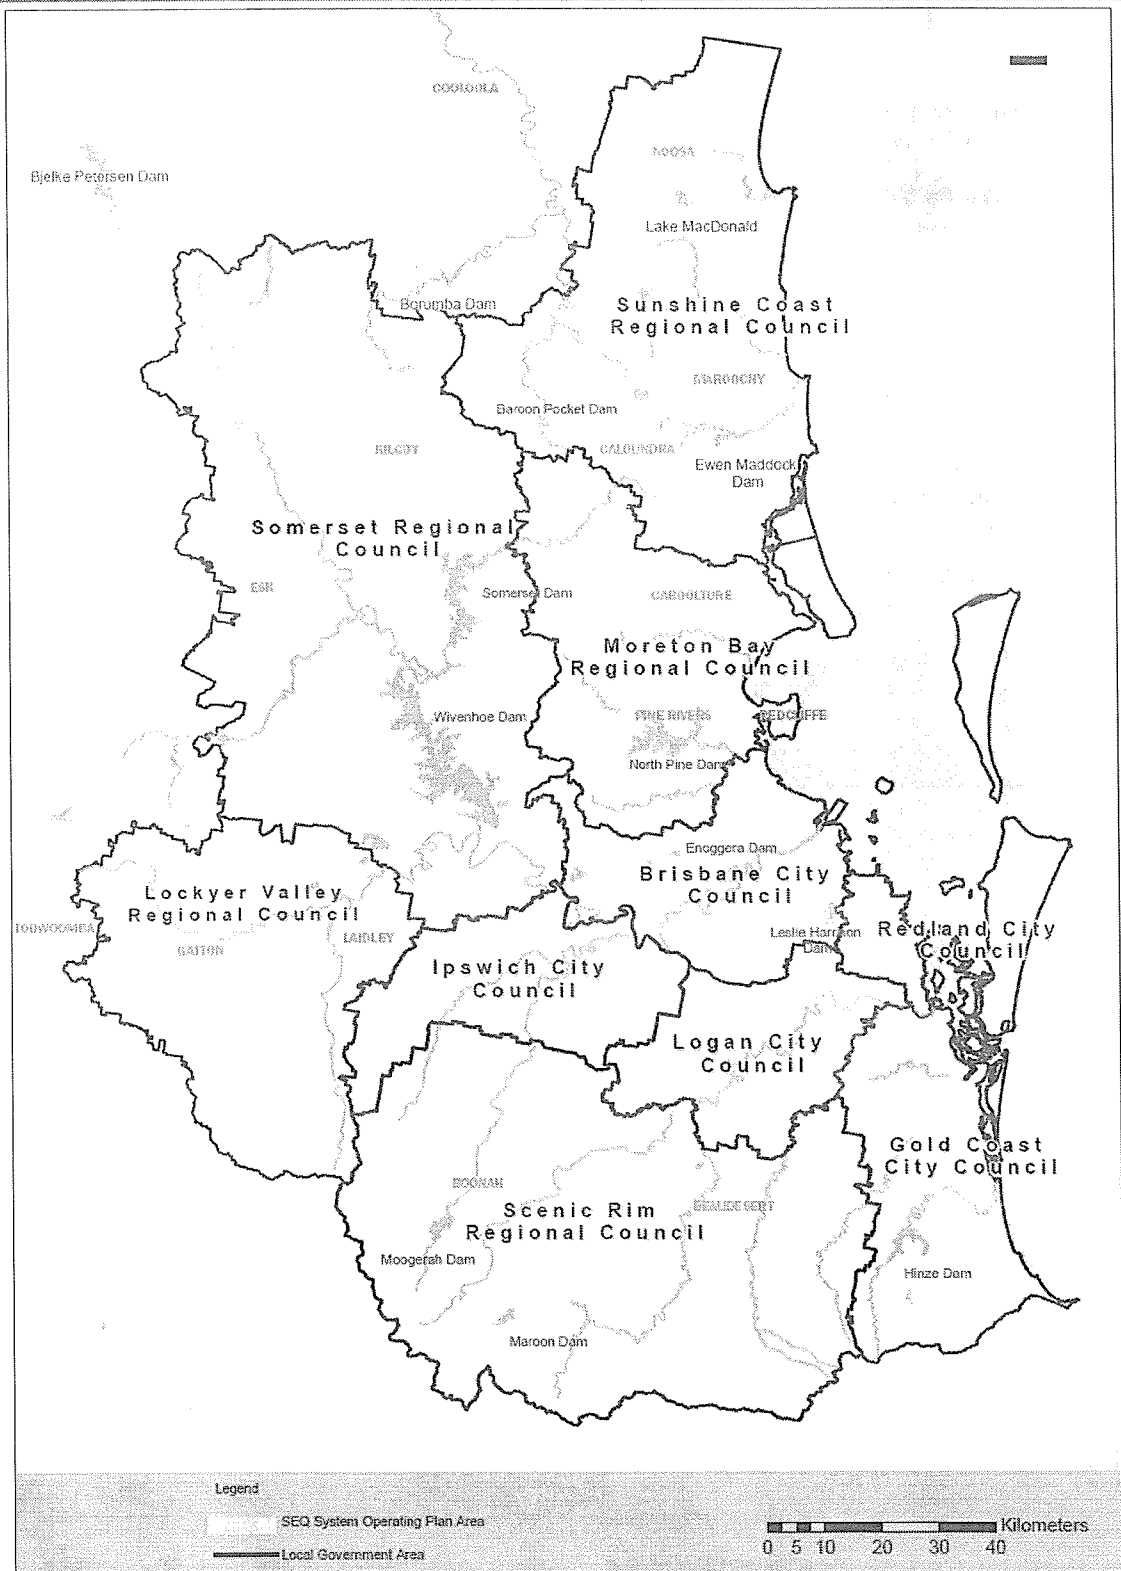 COOLOOLA
NOOSA
Bjelke Petersen Dam
Lake MacDonald
Borumba Dam
Sunshine Coast
Regional Council
MAROOCHY
Baroon Pocket Dam
KILCOY
CALOUNDRA
Ewen Maddock
Dam
Somerset Regional
Council
ESK
Somerset Dam
CABOOLTURE
Moreton Bay
Regional Council
Wivenhoe Dam
PINE RIVERS
REDCLIFFE
North Pine Dam
Enoggera Dam
Brisbane City
Council
Lockyer Valley
Regional Council
TOOWOOMBA
GATTON
LAIDLEY
Leslie Harrison
Dam
Redland City
Council
Ipswich City
Council
Logan City
Council
Gold Coast
City Council
BOONAH
Scenic Rim
Regional Council
BEAUDESERT
Moogerah Dam
Hinze Dam
Maroon Dam
Legend
SEQ System Operating Plan Area
Local Government Area
Kilometers
0 5 10 20 30 40